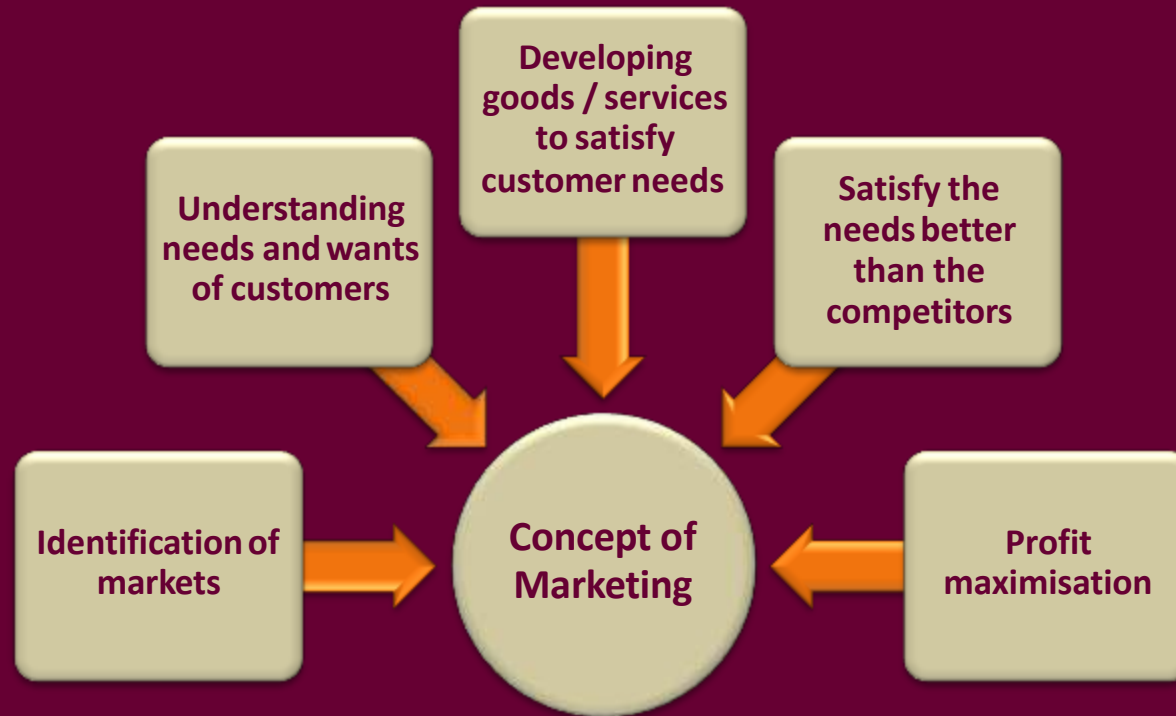 Developing
goods / services
to satisfy
customer needs
Understanding
needs and wants
of customers
Satisfy the
needs better
than the
competitors
Identification of
markets
Concept of
Marketing
Profit
maximisation